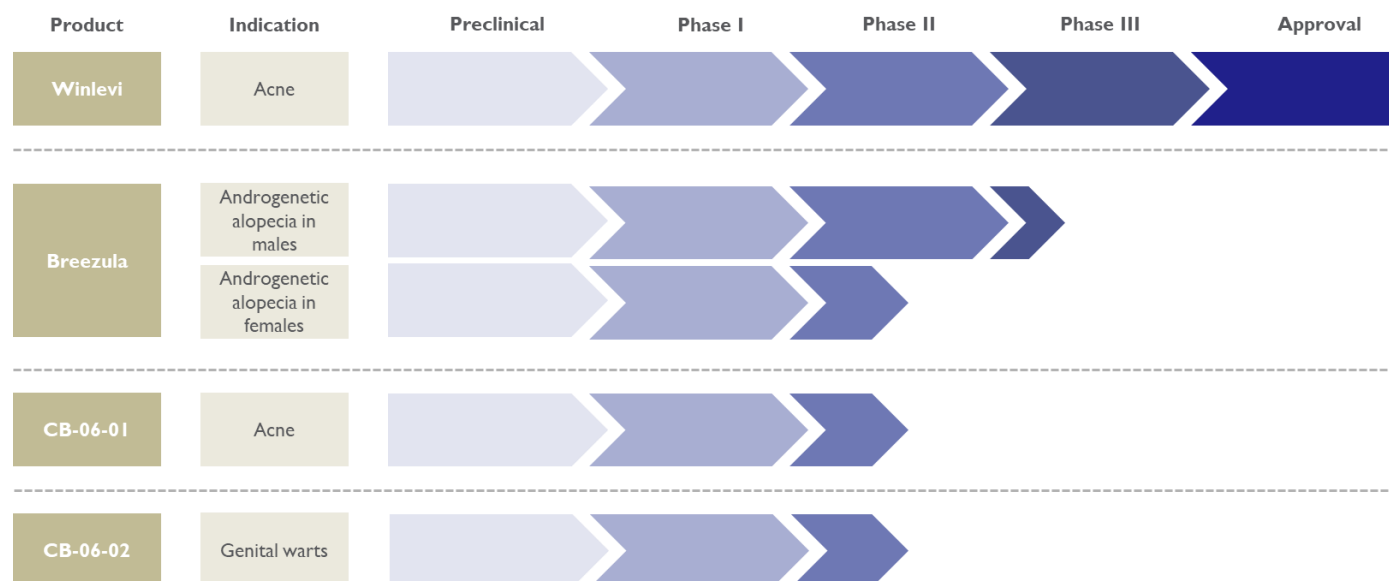 Product Indication Preclinical Phase I Phase II Phase III Approval
Winlevi Acne
Breezula
Androgenetic
alopecia in
males
Androgenetic
alopecia in
females
CB-06-01 Acne
CB-06-02 Genital warts